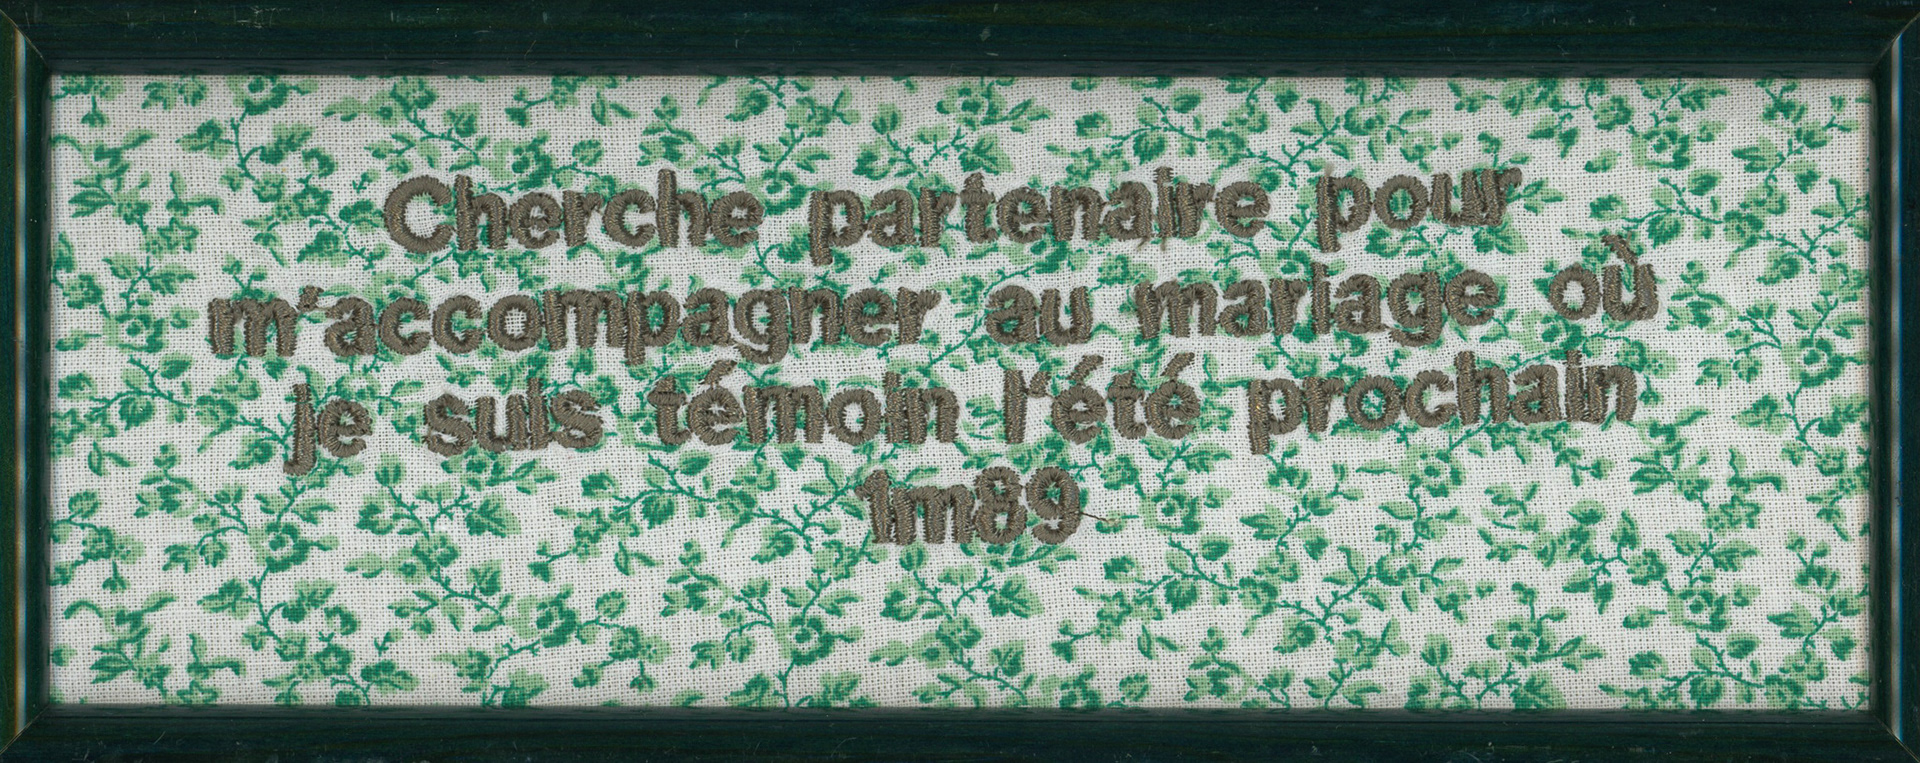 Cherche partenaire pour
m'accompagner au mariage où
je suis témoin l'été prochain
1m89